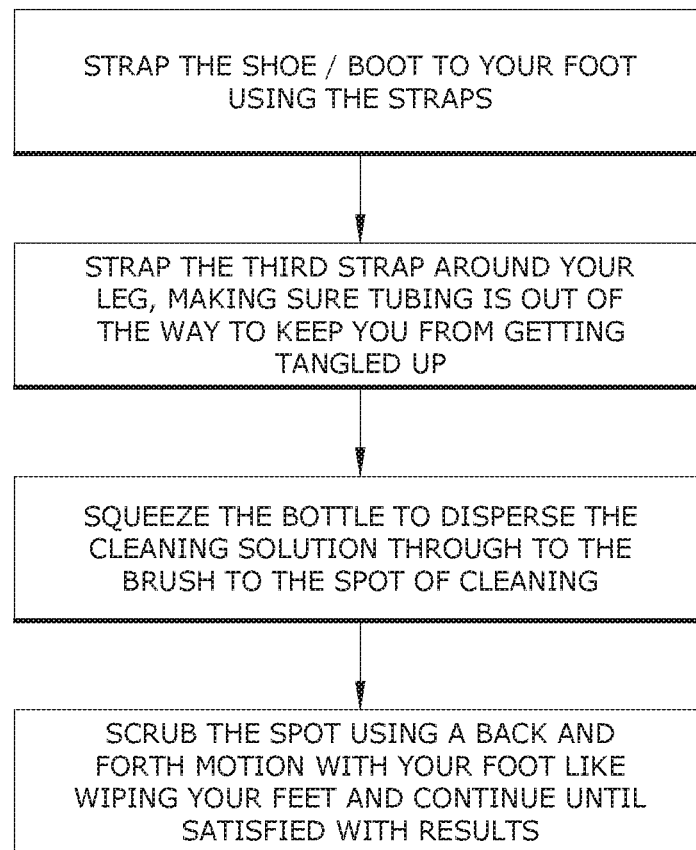 STRAP THE SHOE / BOOT TO YOUR FOOT
USING THE STRAPS
STRAP THE THIRD STRAP AROUND YOUR
LEG, MAKING SURE TUBING IS OUT OF
THE WAY TO KEEP YOU FROM GETTING
TANGLED UP
SQUEEZE THE BOTTLE TO DISPERSE THE
CLEANING SOLUTION THROUGH TO THE
BRUSH TO THE SPOT OF CLEANING
SCRUB THE SPOT USING A BACK AND
FORTH MOTION WITH YOUR FOOT LIKE
WIPING YOUR FEET AND CONTINUE UNTIL
SATISFIED WITH RESULTS